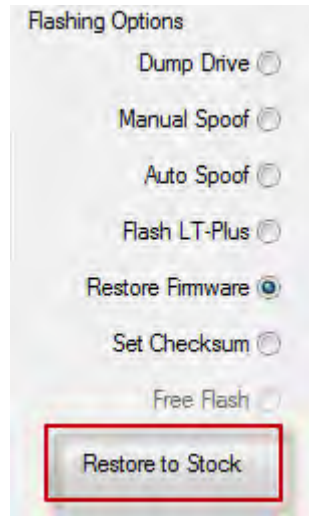 Flashing Options
Dump Drive
Manual Spoof
Auto Spoof
Flash LT-Plus
Restore Firmware
Set Checksum
Free Flash
Restore to Stock